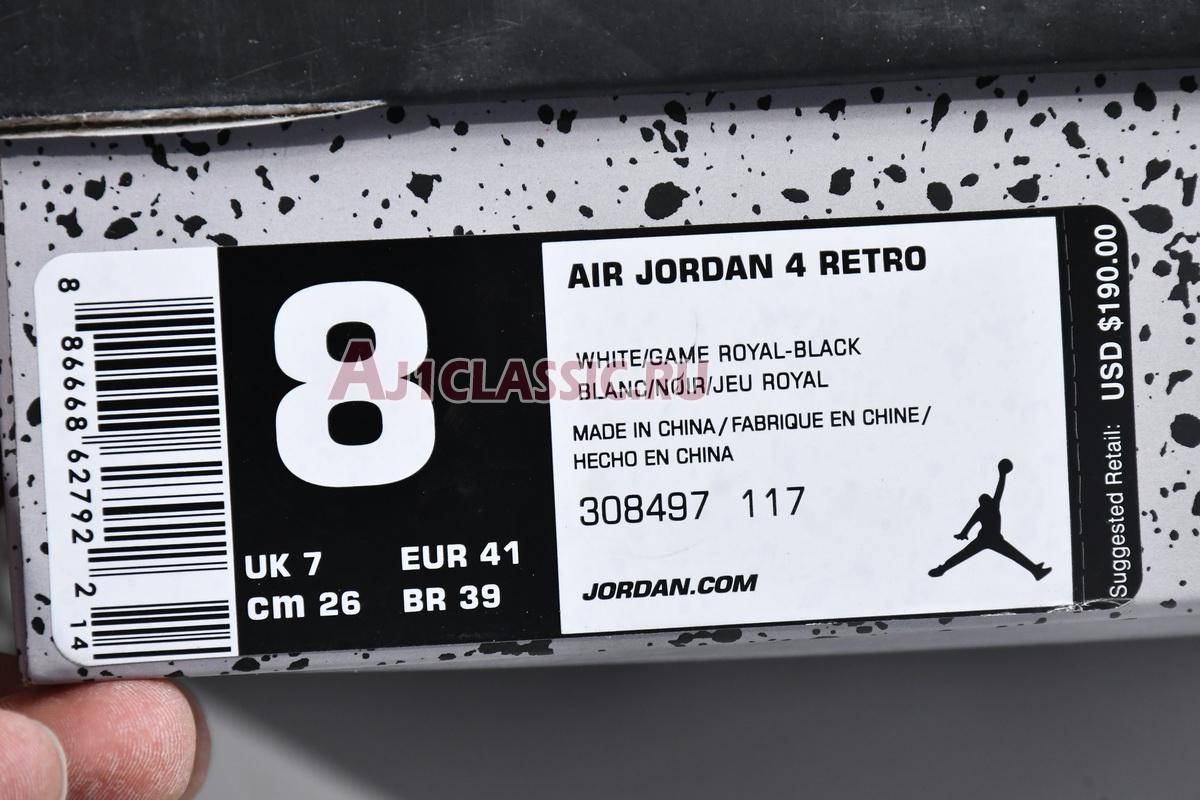 8 86668 62792 2 14
8
UK 7 EUR 41
cm 26 BR 39
AIR JORDAN 4 RETRO
WHITE/GAME ROYAL-BLACK
BLANC/NOIR/JEU ROYAL
MADE IN CHINA/FABRIQUE EN CHINE/
HECHO EN CHINA
308497 117
JORDAN.COM
Suggested Retail: USD $190.00
AJ1CLASSIC.RU